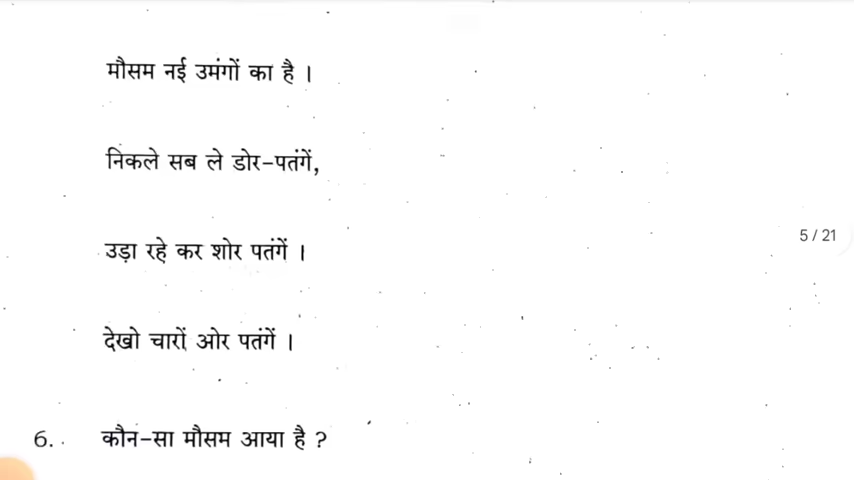 मौसम नई उमंगों का है ।
निकले सब ले डोर-पतंगें,
5 / 21
उड़ा रहे कर शोर पतंगें ।
देखो चारों ओर पतंगें ।
6. कौन-सा मौसम आया है ?